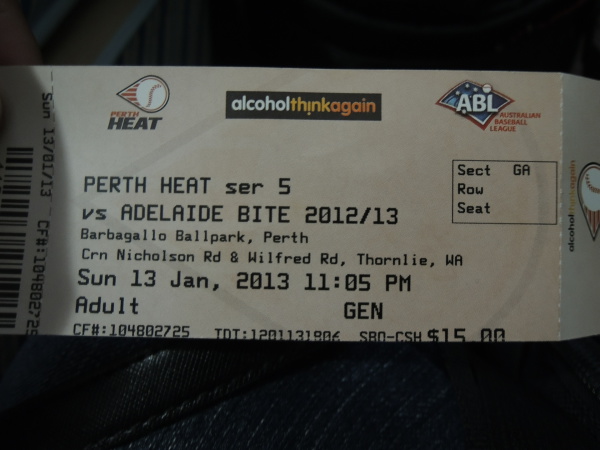 PERTH
HEAT
alcoholthinkagain
ABL
AUSTRALIAN
BASEBALL
LEAGUE
Sect GA
Row
Seat
PERTH HEAT ser 5
vs ADELAIDE BITE 2012/13
Barbagallo Ballpark, Perth
Crn Nicholson Rd & Wilfred Rd, Thornlie, WA
Sun 13 Jan, 2013 11:05 PM
Adult GEN
CF#:104802725 TDT:1201131906 SBO-CSH $15.00
Sun 13/01/13
CF#:104802725
alcoholthinkagain